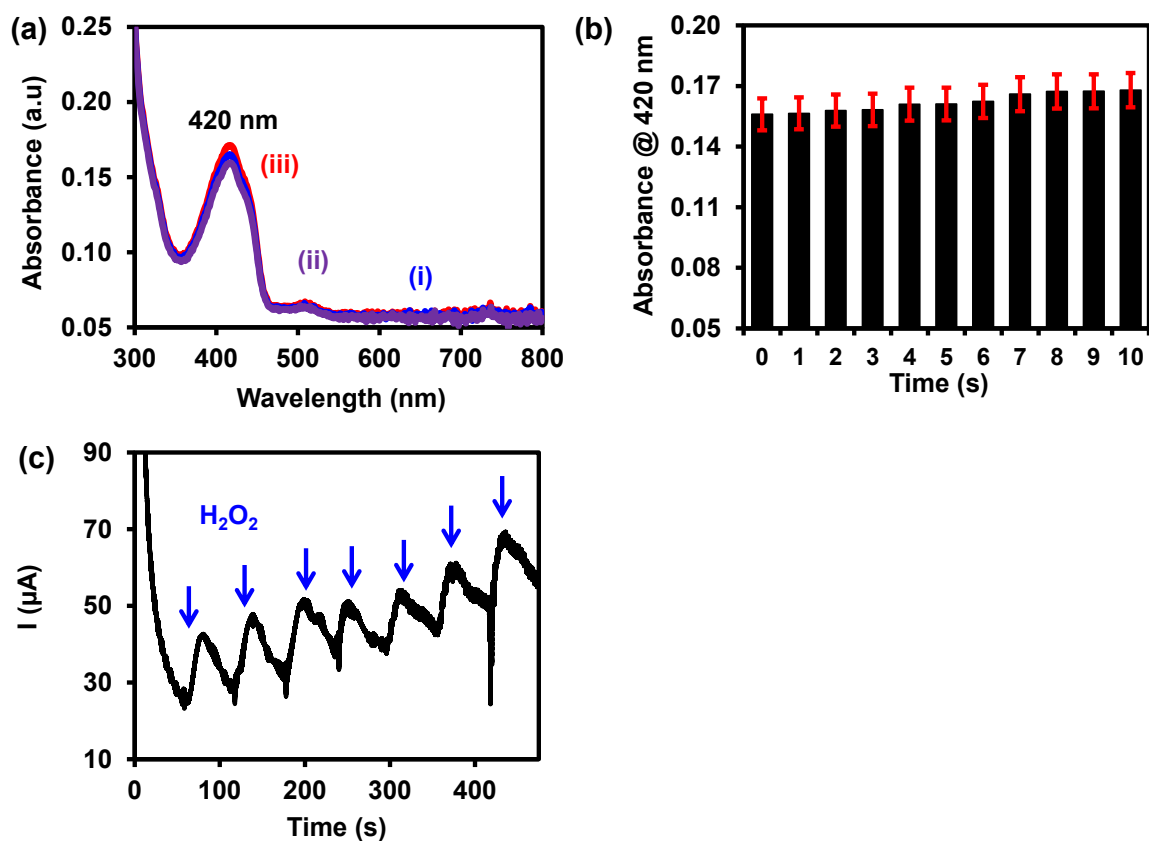 (a)
0.25
0.20
0.15
0.10
0.05
Absorbance (a.u)
420 nm
(iii)
(ii)
(i)
300 400 500 600 700 800
Wavelength (nm)
(b)
0.20
0.17
0.14
0.11
0.08
0.05
Absorbance @ 420 nm
0 1 2 3 4 5 6 7 8 9 10
Time (s)
(c)
90
70
50
30
10
I (µA)
H₂O₂
0 100 200 300 400
Time (s)